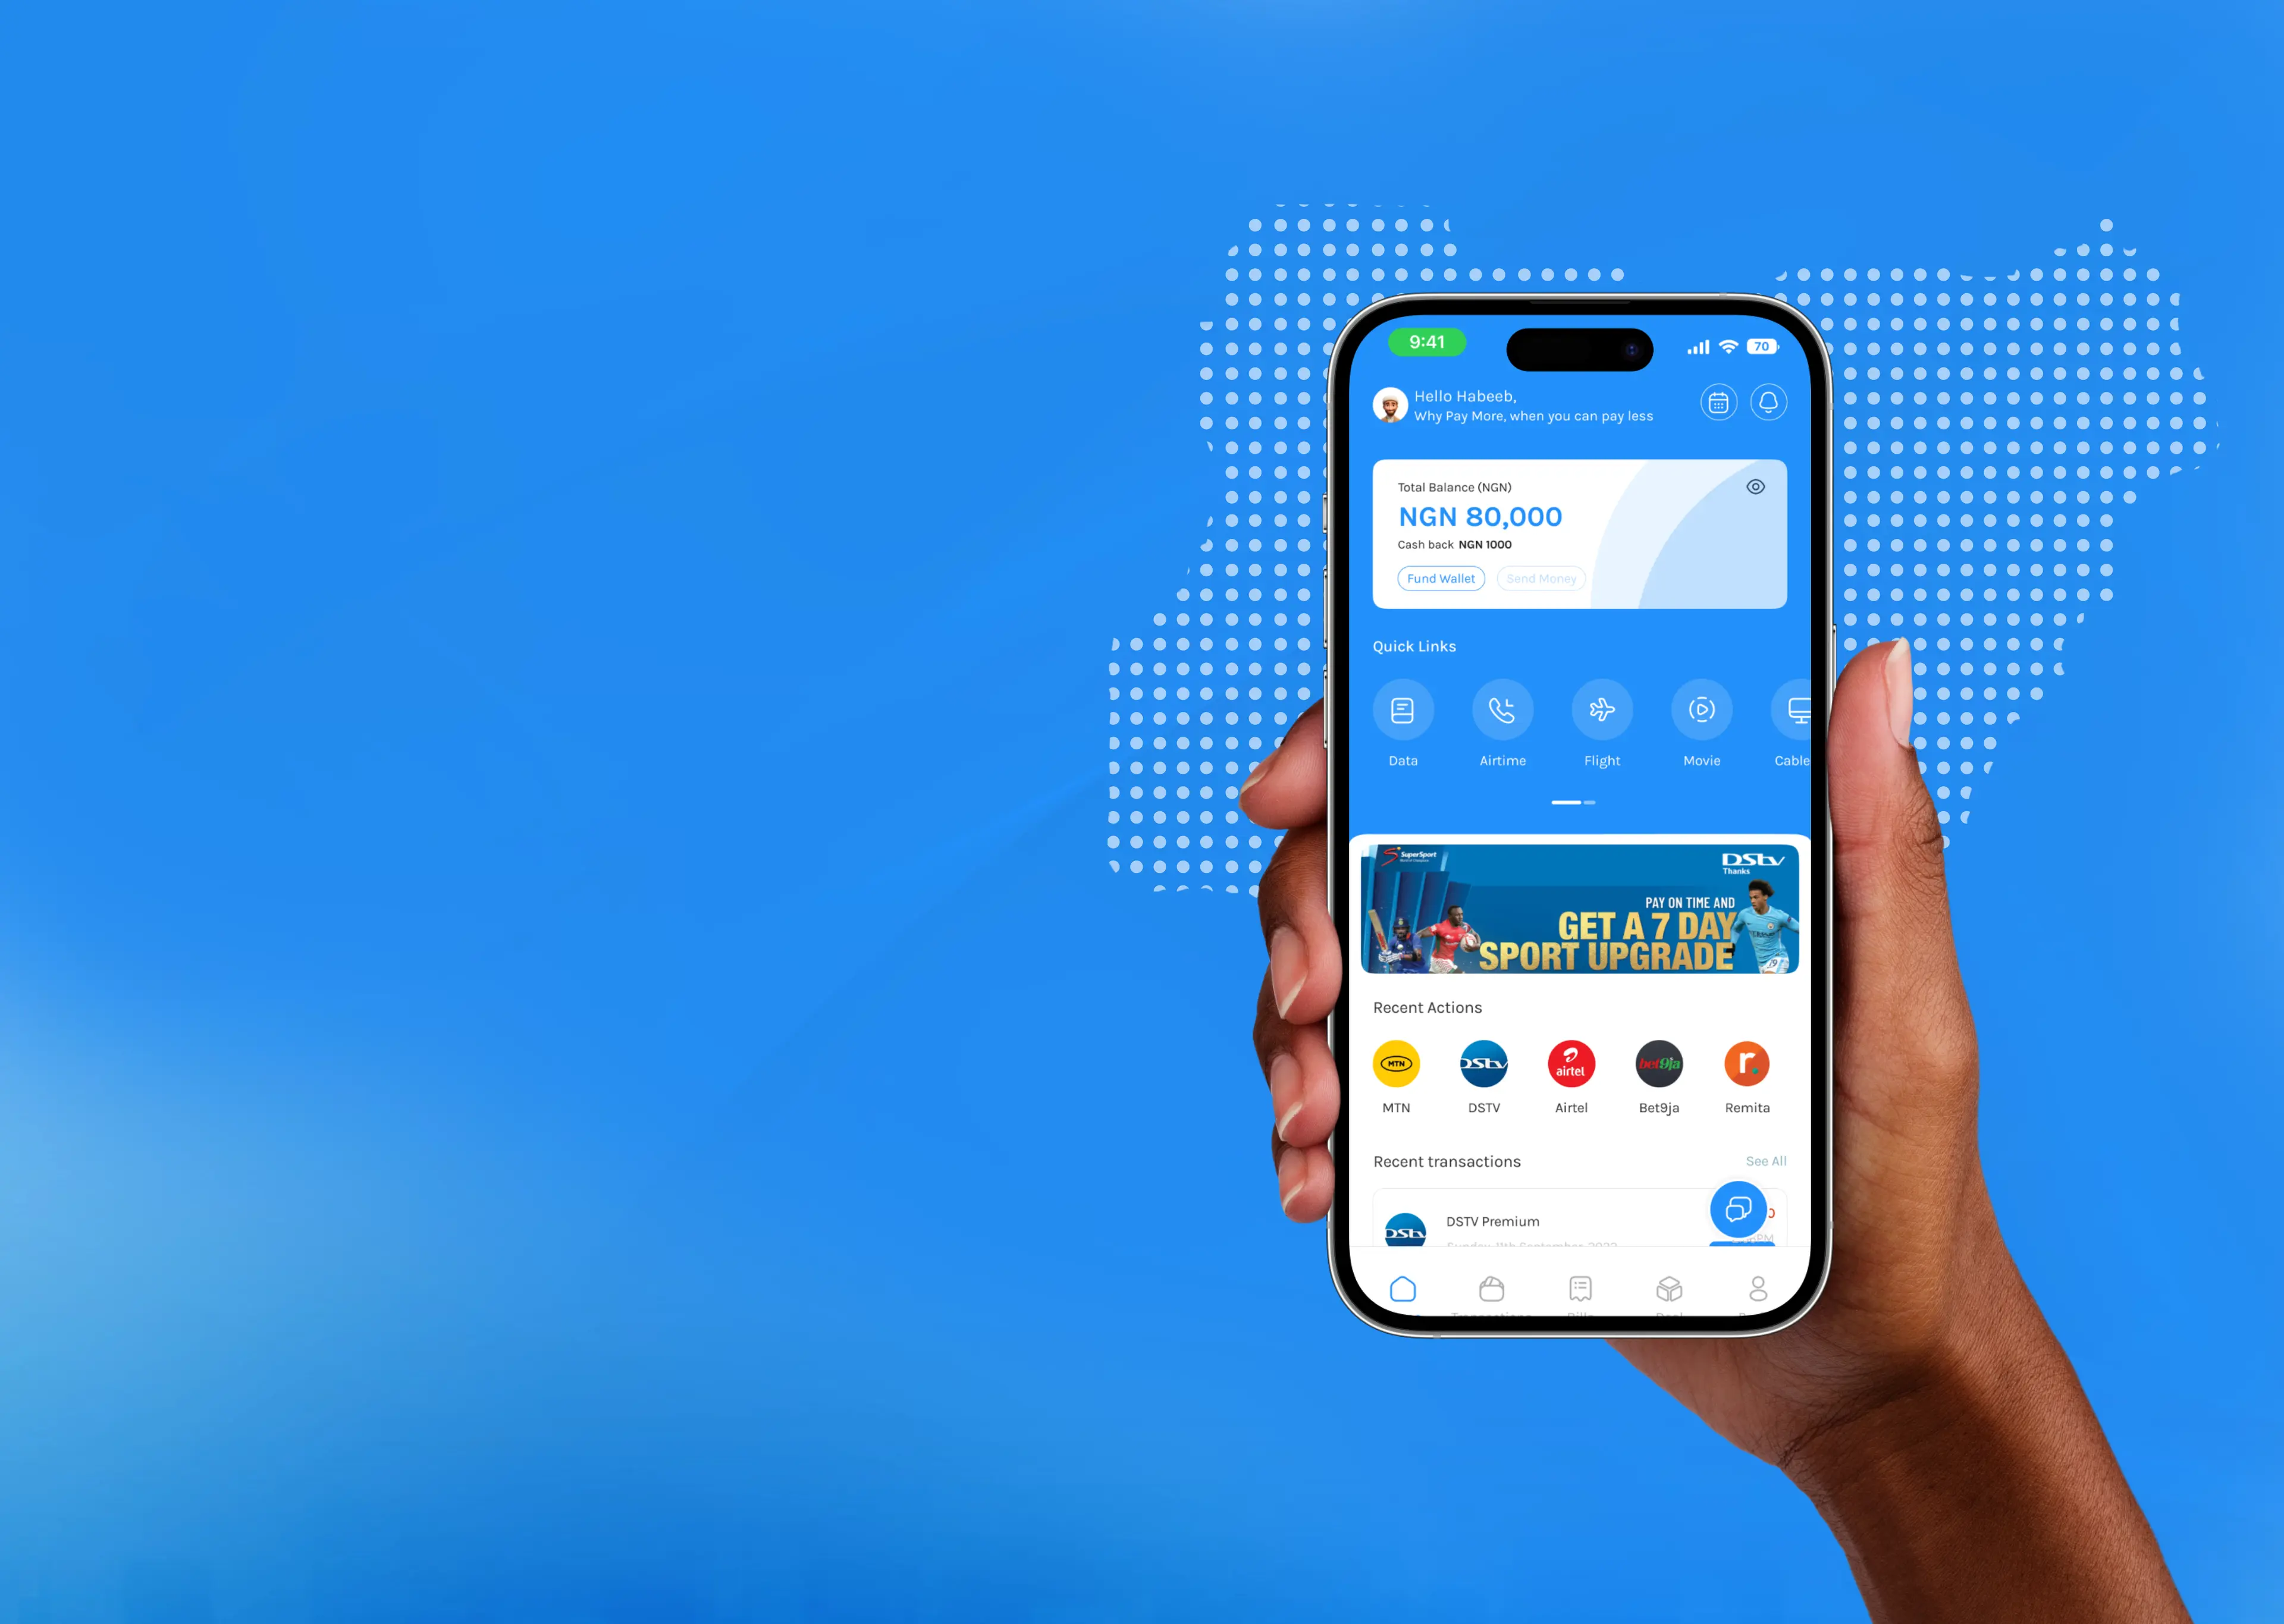 9:41
70
Hello Habeeb,
Why Pay More, when you can pay less
Total Balance (NGN)
NGN 80,000
Cash back NGN 1000
Fund Wallet Send Money
Quick Links
Data Airtime Flight Movie Cable
SuperSport
DStv
Thanks
PAY ON TIME AND
GET A 7 DAY
SPORT UPGRADE
Recent Actions
MTN DStv airtel bet9ja r.
MTN DSTV Airtel Bet9ja Remita
Recent transactions See All
DSTV Premium